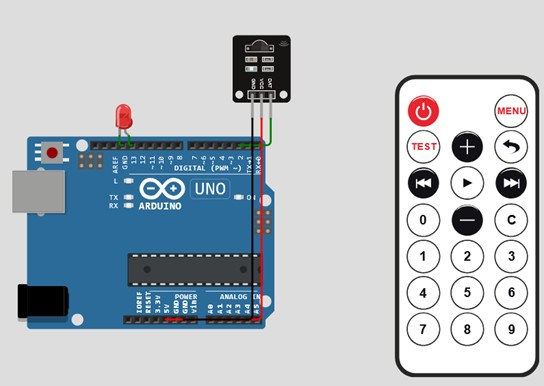 GND
VCC
DAT
AREF
GND
13
12
~11
~10
~9
8
7
~6
~5
4
~3
2
TX→1
RX←0
DIGITAL (PWM ~)
L
TX
RX
UNO
ON
ARDUINO
IOREF
RESET
3.3V
5V
GND
GND
Vin
POWER
ANALOG IN
A0
A1
A2
A3
A4
A5
MENU
TEST
0
C
1
2
3
4
5
6
7
8
9